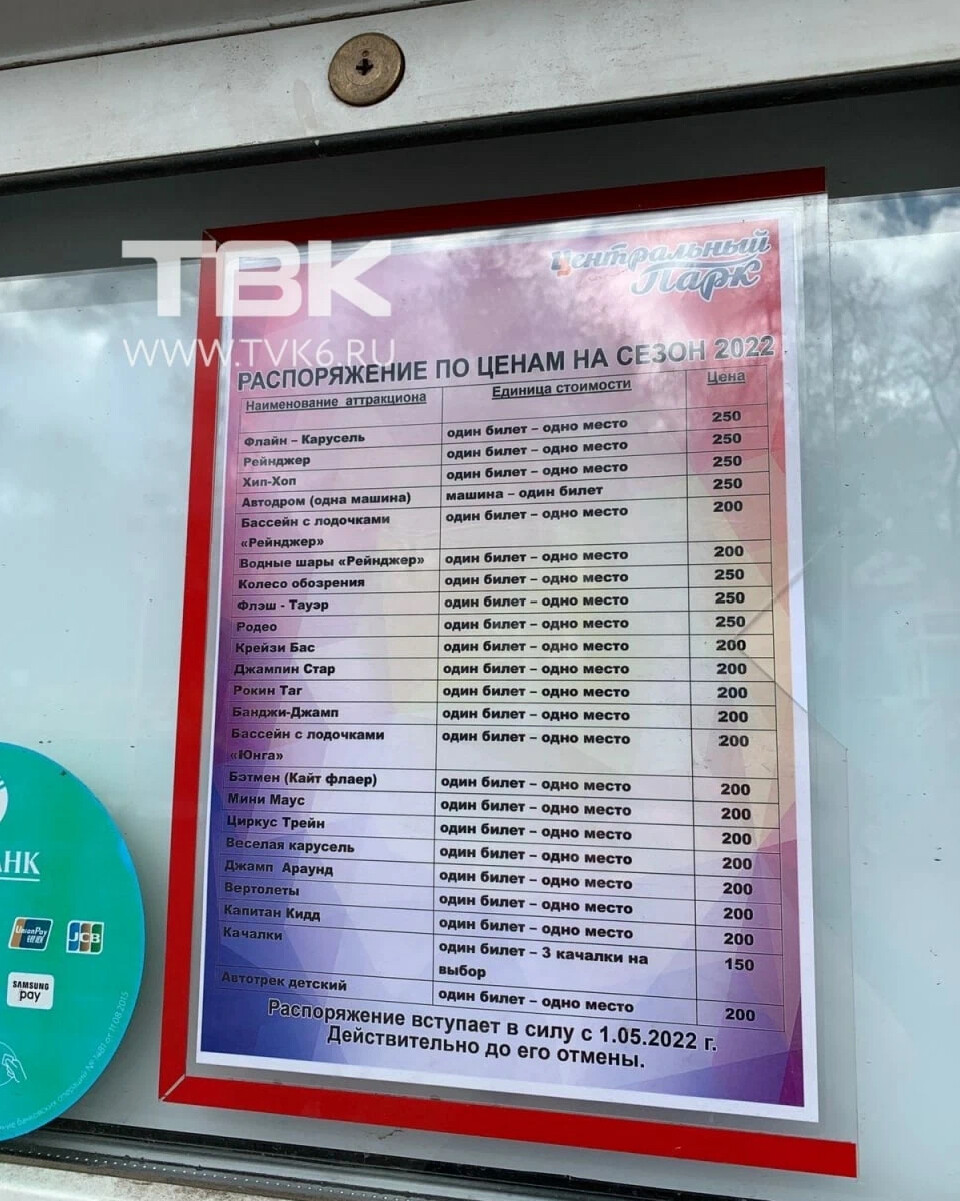 ТВК
WWW.TVK6.RU
Центральный
Парк
РАСПОРЯЖЕНИЕ ПО ЦЕНАМ НА СЕЗОН 2022
Наименование аттракциона Единица стоимости Цена
Флайн – Карусель один билет – одно место 250
Рейнджер один билет – одно место 250
Хип-Хоп один билет – одно место 250
Автодром (одна машина) машина – один билет 250
Бассейн с лодочками один билет – одно место 200
«Рейнджер»
Водные шары «Рейнджер» один билет – одно место 200
Колесо обозрения один билет – одно место 250
Флэш - Тауэр один билет – одно место 250
Родео один билет – одно место 250
Крейзи Бас один билет – одно место 200
Джампин Стар один билет – одно место 200
Рокин Таг один билет – одно место 200
Банджи-Джамп один билет – одно место 200
Бассейн с лодочками один билет – одно место 200
«Юнга»
Бэтмен (Кайт флаер) один билет – одно место 200
Мини Маус один билет – одно место 200
Циркус Трейн один билет – одно место 200
Веселая карусель один билет – одно место 200
Джамп Араунд один билет – одно место 200
Вертолеты один билет – одно место 200
Капитан Кидд один билет – одно место 200
Качалки один билет – 3 качалки на 150
выбор
Автотрек детский один билет – одно место 200
Распоряжение вступает в силу с 1.05.2022 г.
Действительно до его отмены.
АНК
UnionPay
JCB
SAMSUNG
pay